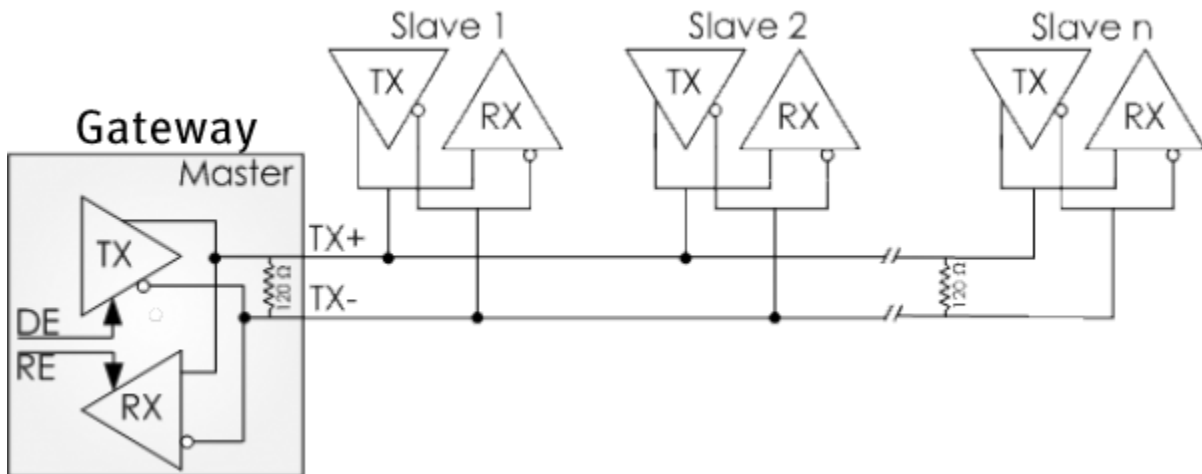 Slave 1
Slave 2
Slave n
TX
RX
TX
RX
TX
RX
Gateway
Master
TX
TX+
120 Ω
120 Ω
TX-
DE
RE
RX